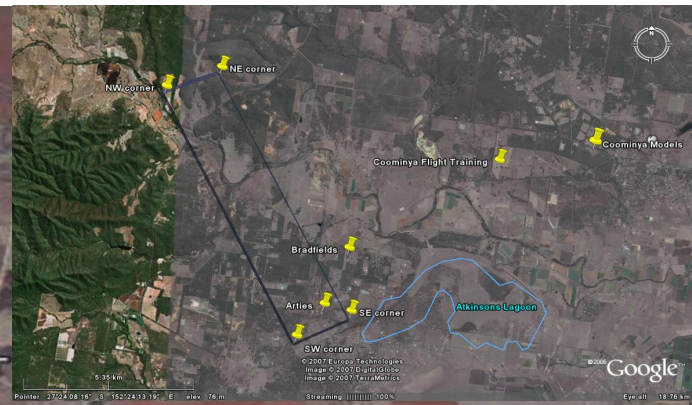 N
NE corner
NW corner
Coominya Models
Coominya Flight Training
Bradfields
Arties
SE corner
Atkinsons Lagoon
SW corner
© 2007 Europa Technologies
Image © 2007 DigitalGlobe
Image © 2007 TerraMetrics
©2006 Google™
5.35 km
Pointer 27°24'08.16" S 152°24'13.19" E elev 76 m Streaming |||||||||| 100% Eye alt 18.76 km